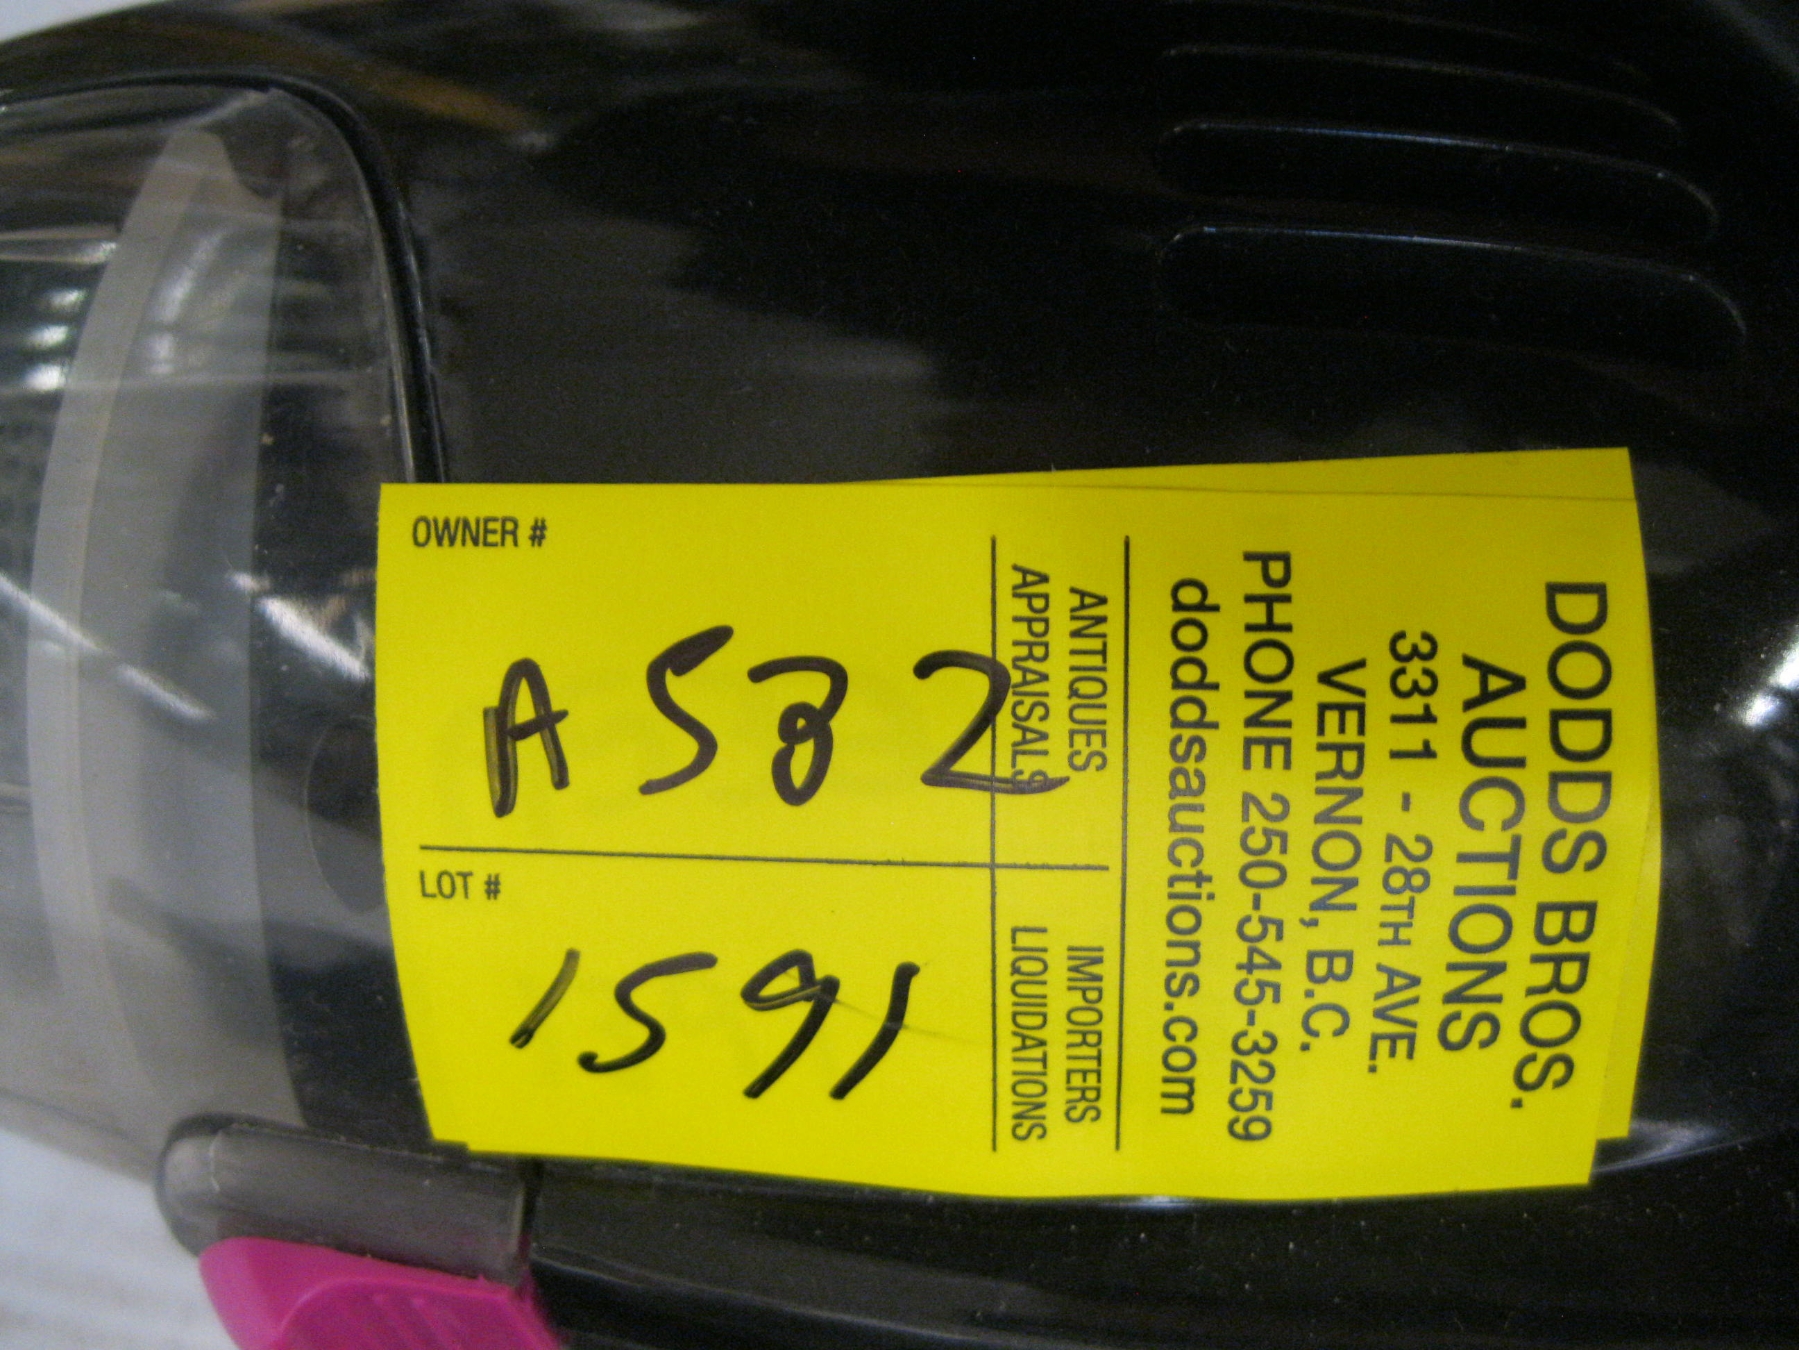 DODDS BROS.
AUCTIONS
3311 - 28TH AVE.
VERNON, B.C.
PHONE 250-545-3259
doddsauctions.com
ANTIQUES
APPRAISALS
IMPORTERS
LIQUIDATIONS
OWNER #
A582
LOT #
1591